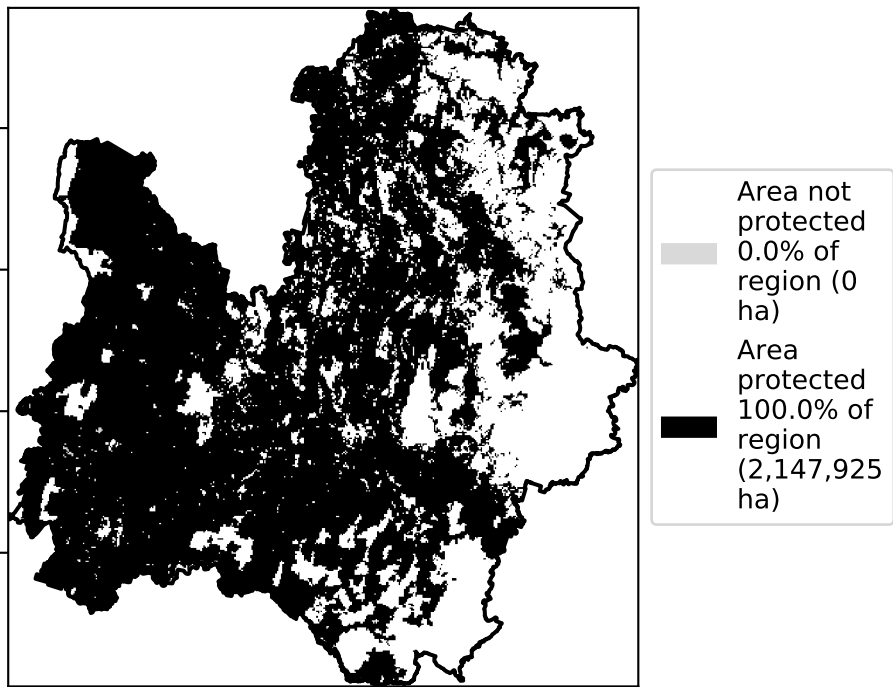 Area not
protected
0.0% of
region (0
ha)
Area
protected
100.0% of
region
(2,147,925
ha)